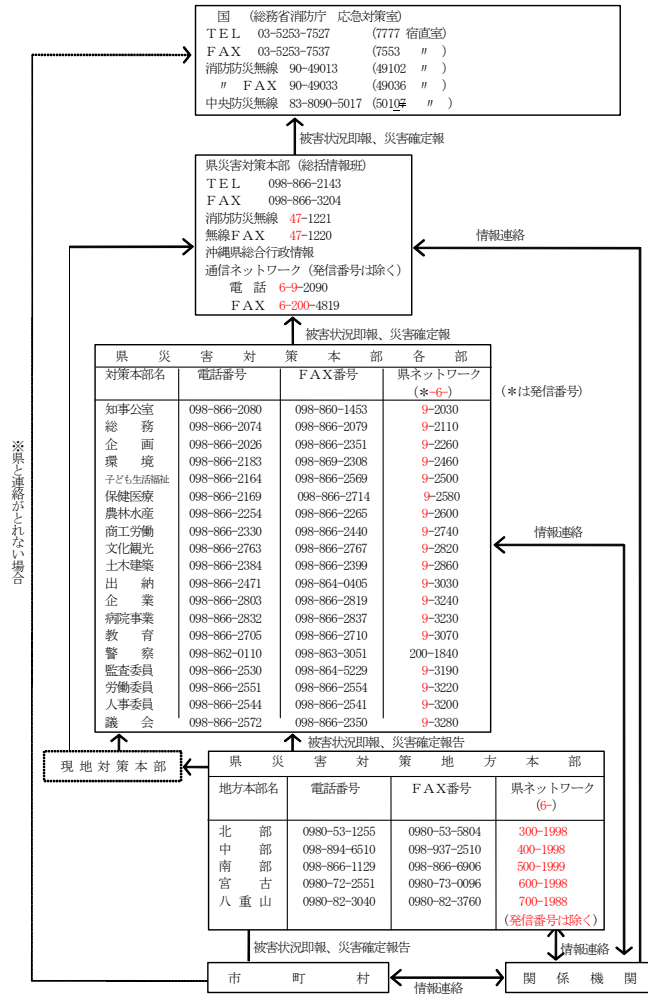 国 (総務省消防庁 応急対策室)
TEL 03-5253-7527 (7777 宿直室)
FAX 03-5253-7537 (7553 〃 )
消防防災無線 90-49013 (49102 〃 )
〃 FAX 90-49033 (49036 〃 )
中央防災無線 83-8090-5017 (50107 〃 )
被害状況即報、災害確定報
県災害対策本部(総括情報班)
TEL 098-866-2143
FAX 098-866-3204
消防防災無線 47-1221
無線FAX 47-1220
沖縄県総合行政情報
通信ネットワーク(発信番号は除く)
電話 6-9-2090
FAX 6-200-4819
情報連絡
被害状況即報、災害確定報
県災害対策本部各部
対策本部名 電話番号 FAX番号 県ネットワーク
(*-6-)
(*は発信番号)
知事公室 098-866-2080 098-860-1453 9-2030
総務 098-866-2074 098-866-2079 9-2110
企画 098-866-2026 098-866-2351 9-2260
環境 098-866-2183 098-869-2308 9-2460
子ども生活福祉 098-866-2164 098-866-2569 9-2500
保健医療 098-866-2169 098-866-2714 9-2580
農林水産 098-866-2254 098-866-2265 9-2600
商工労働 098-866-2330 098-866-2440 9-2740
文化観光 098-866-2763 098-866-2767 9-2820
土木建築 098-866-2384 098-866-2399 9-2860
出納 098-866-2471 098-864-0405 9-3030
企業 098-866-2803 098-866-2819 9-3240
病院事業 098-866-2832 098-866-2837 9-3230
教育 098-866-2705 098-866-2710 9-3070
警察 098-862-0110 098-863-3051 200-1840
監査委員 098-866-2530 098-864-5229 9-3190
労働委員 098-866-2551 098-866-2554 9-3220
人事委員 098-866-2544 098-866-2541 9-3200
議会 098-866-2572 098-866-2350 9-3280
情報連絡
※県と連絡がとれない場合
被害状況即報、災害確定報告
現地対策本部
県災害対策地方本部
地方本部名 電話番号 FAX番号 県ネットワーク
(6-)
北部 0980-53-1255 0980-53-5804 300-1998
中部 098-894-6510 098-937-2510 400-1998
南部 098-866-1129 098-866-6906 500-1999
宮古 0980-72-2551 0980-73-0096 600-1998
八重山 0980-82-3040 0980-82-3760 700-1988
(発信番号は除く)
被害状況即報、災害確定報告
情報連絡
市町村
情報連絡
関係機関